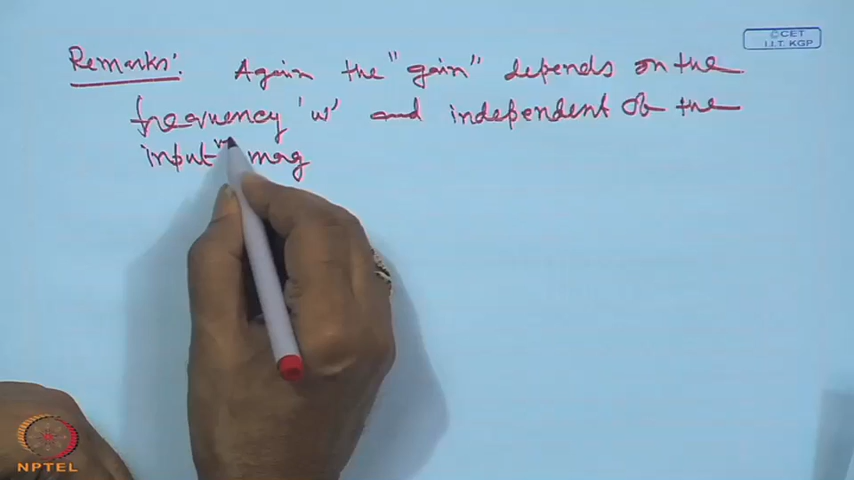 © CET
I.I.T. KGP
Remarks: Again the "gain" depends on the
frequency 'w' and independent of the
input mag
NPTEL